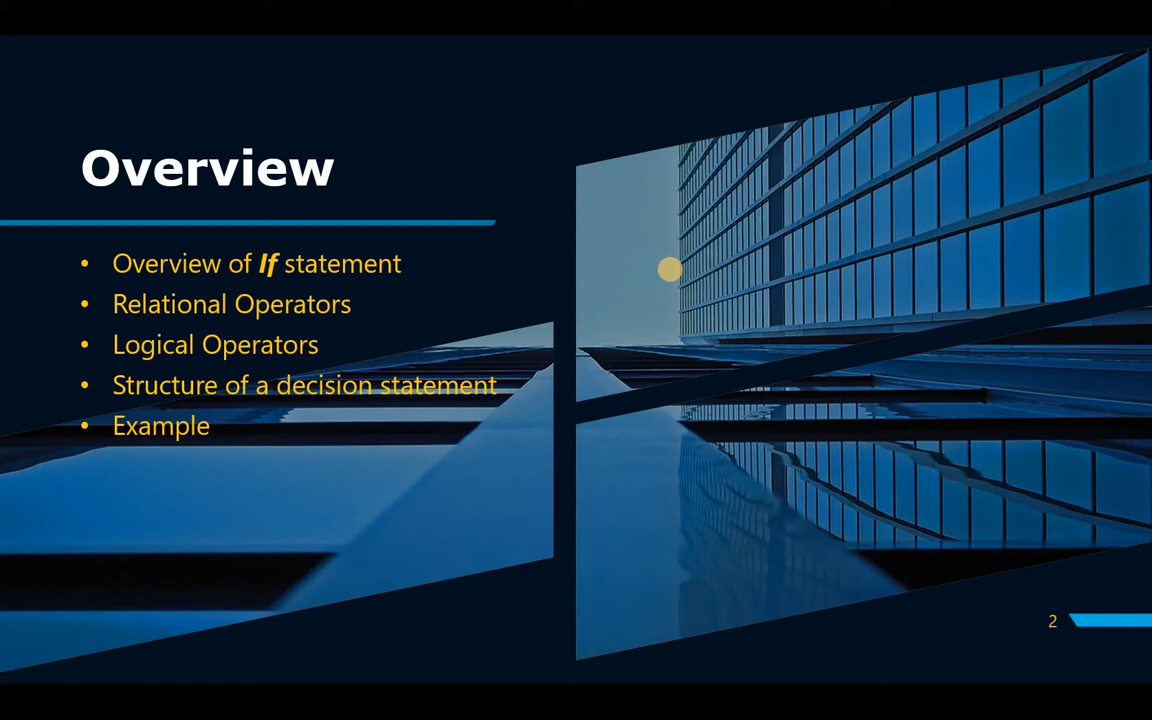 Overview
• Overview of If statement
• Relational Operators
• Logical Operators
• Structure of a decision statement
• Example
2